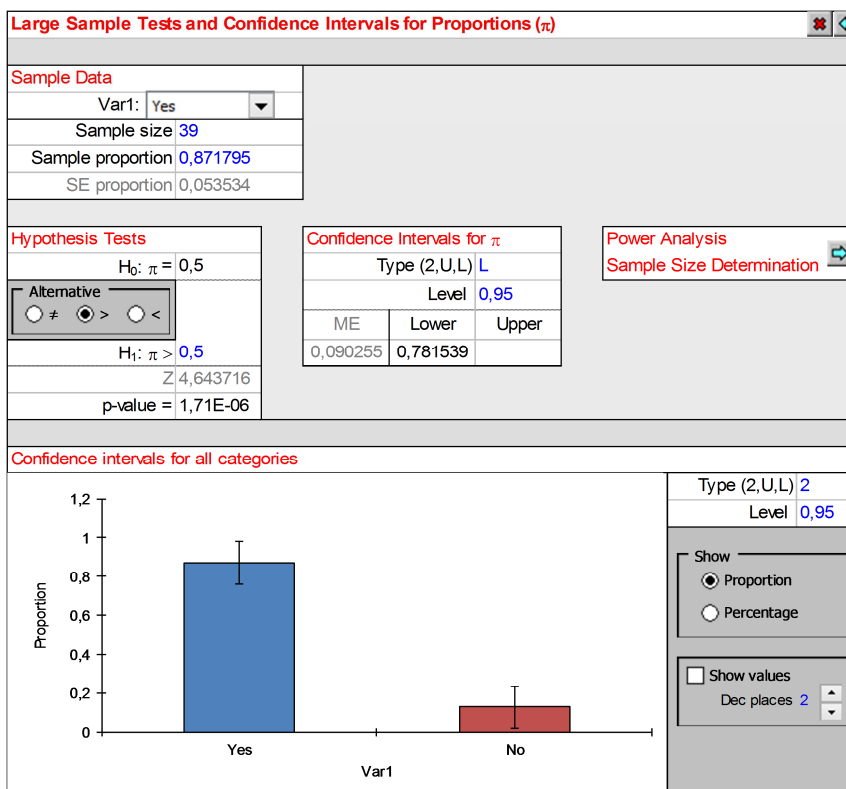 Large Sample Tests and Confidence Intervals for Proportions (π)
Sample Data
Var1: Yes
Sample size 39
Sample proportion 0,871795
SE proportion 0,053534
Hypothesis Tests
H₀: π = 0,5
Alternative
≠ > <
H₁: π > 0,5
Z 4,643716
p-value = 1,71E-06
Confidence Intervals for π
Type (2,U,L) L
Level 0,95
ME Lower Upper
0,090255 0,781539
Power Analysis
Sample Size Determination
Confidence intervals for all categories
1,2
1
0,8
0,6
0,4
0,2
0
Proportion
Yes No
Var1
Type (2,U,L) 2
Level 0,95
Show
Proportion
Percentage
Show values
Dec places 2